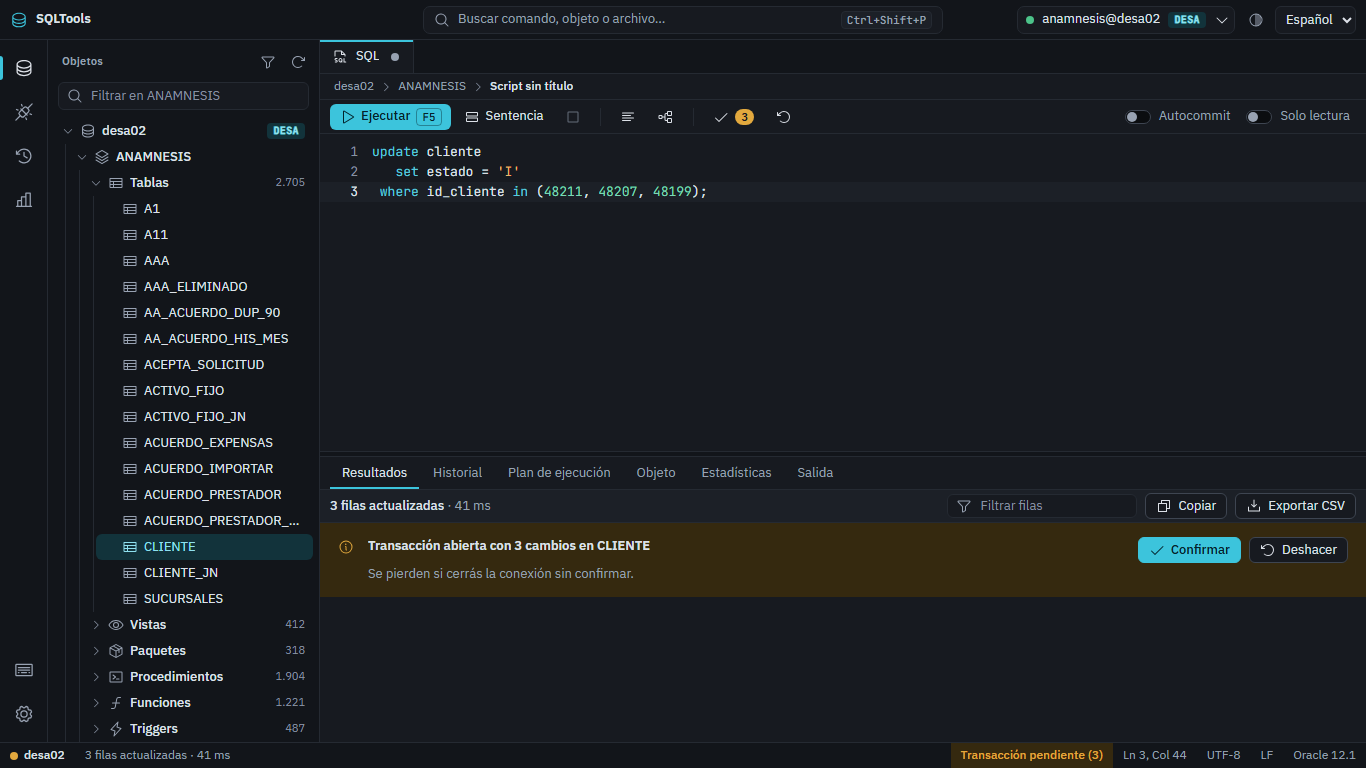 SQLTools
Buscar comando, objeto o archivo...
Ctrl+Shift+P
anamnesis@desa02
DESA
Español
Objetos
Filtrar en ANAMNESIS
desa02
DESA
ANAMNESIS
Tablas
2.705
A1
A11
AAA
AAA_ELIMINADO
AA_ACUERDO_DUP_90
AA_ACUERDO_HIS_MES
ACEPTA_SOLICITUD
ACTIVO_FIJO
ACTIVO_FIJO_JN
ACUERDO_EXPENSAS
ACUERDO_IMPORTAR
ACUERDO_PRESTADOR
ACUERDO_PRESTADOR_...
CLIENTE
CLIENTE_JN
SUCURSALES
Vistas
412
Paquetes
318
Procedimientos
1.904
Funciones
1.221
Triggers
487
SQL
SQL
desa02
ANAMNESIS
Script sin título
Ejecutar
F5
Sentencia
3
Autocommit
Solo lectura
1 update cliente
2 set estado = 'I'
3 where id_cliente in (48211, 48207, 48199);
Resultados
Historial
Plan de ejecución
Objeto
Estadísticas
Salida
3 filas actualizadas · 41 ms
Filtrar filas
Copiar
Exportar CSV
Transacción abierta con 3 cambios en CLIENTE
Se pierden si cerrás la conexión sin confirmar.
Confirmar
Deshacer
desa02
3 filas actualizadas · 41 ms
Transacción pendiente (3)
Ln 3, Col 44
UTF-8
LF
Oracle 12.1